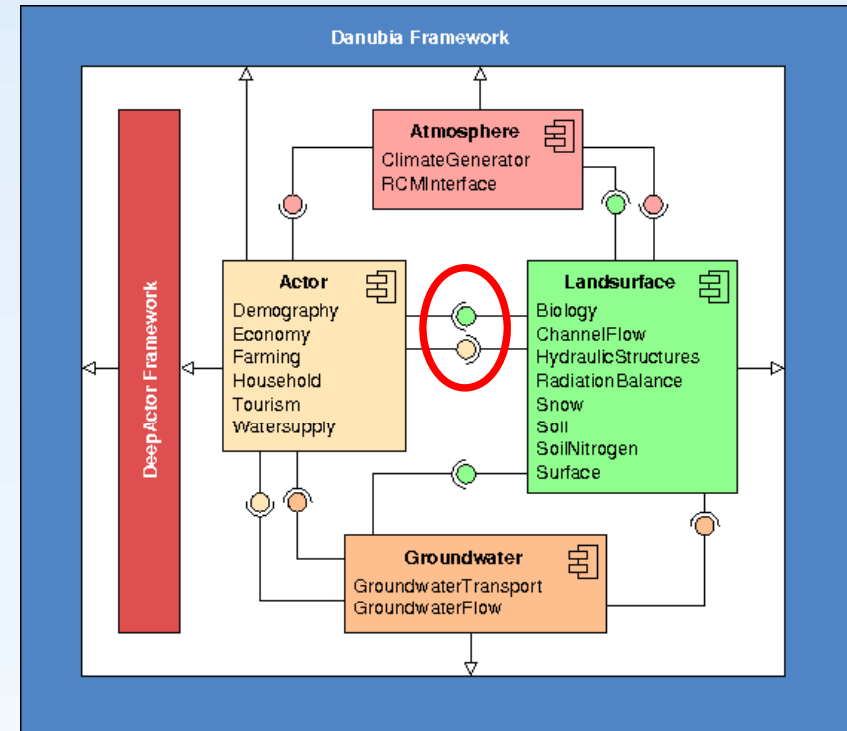 Danubia Framework
Atmosphere
ClimateGenerator
RCMInterface
DeepActor Framework
Actor
Demography
Economy
Farming
Household
Tourism
Watersupply
Landsurface
Biology
ChannelFlow
HydraulicStructures
RadiationBalance
Snow
Soil
SoilNitrogen
Surface
Groundwater
GroundwaterTransport
GroundwaterFlow